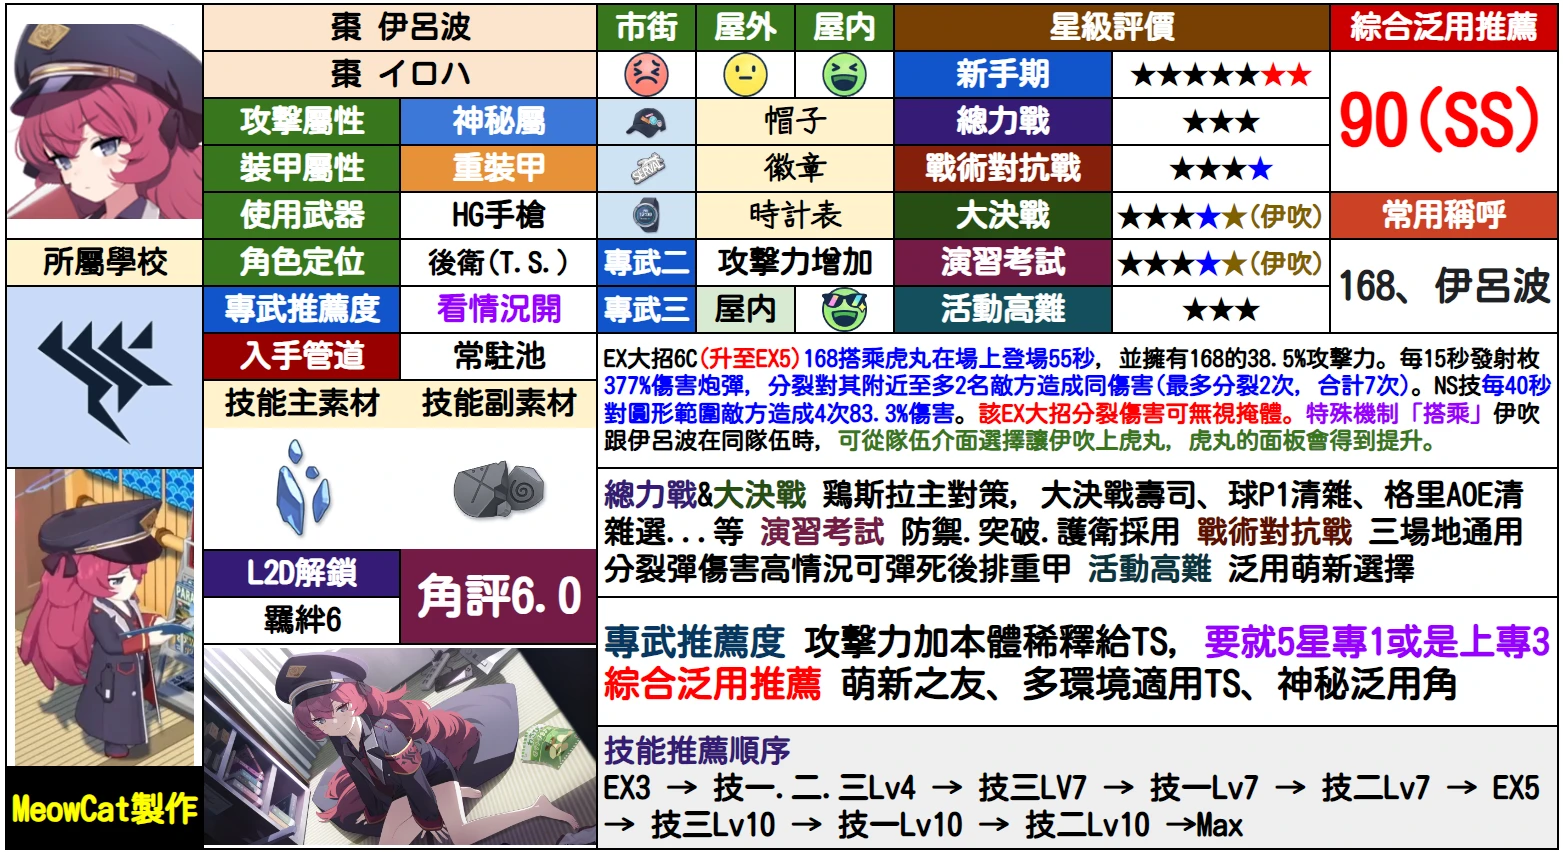 棗 伊呂波
棗 イロハ
市街 屋外 屋内
星級評價
綜合泛用推薦
新手期 ★★★★★★★
90(SS)
攻擊屬性 神秘屬
帽子
總力戰 ★★★
裝甲屬性 重裝甲
SERVAL
徽章
戰術對抗戰 ★★★★
使用武器 HG手槍
時計表
大決戰 ★★★★★(伊吹)
常用稱呼
所屬學校
角色定位 後衛(T.S.)
專武二 攻擊力增加
演習考試 ★★★★★(伊吹)
168、伊呂波
專武推薦度 看情況開
專武三 屋内
活動高難 ★★★
入手管道 常駐池
EX大招6C(升至EX5)168搭乘虎丸在場上登場55秒，並擁有168的38.5%攻擊力。每15秒發射枚
377%傷害炮彈，分裂對其附近至多2名敵方造成同傷害(最多分裂2次，合計7次)。NS技每40秒
對圓形範圍敵方造成4次83.3%傷害。該EX大招分裂傷害可無視掩體。特殊機制「搭乘」伊吹
跟伊呂波在同隊伍時，可從隊伍介面選擇讓伊吹上虎丸，虎丸的面板會得到提升。
技能主素材 技能副素材
總力戰&大決戰 鶏斯拉主對策，大決戰壽司、球P1清雜、格里AOE清
雜選...等 演習考試 防禦.突破.護衛採用 戰術對抗戰 三場地通用
分裂彈傷害高情況可彈死後排重甲 活動高難 泛用萌新選擇
L2D解鎖
羈絆6
角評6.0
專武推薦度 攻擊力加本體稀釋給TS，要就5星專1或是上專3
綜合泛用推薦 萌新之友、多環境適用TS、神秘泛用角
技能推薦順序
EX3 → 技一.二.三Lv4 → 技三LV7 → 技一Lv7 → 技二Lv7 → EX5
→ 技三Lv10 → 技一Lv10 → 技二Lv10 →Max
MeowCat製作